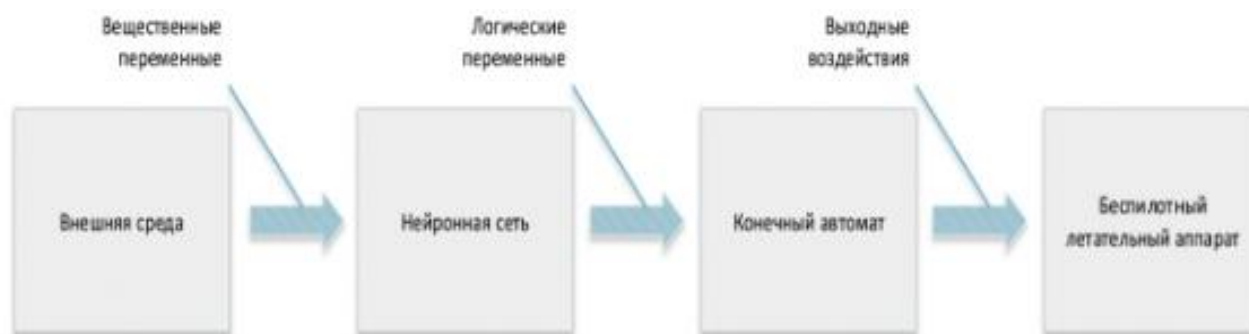 Вещественные
переменные
Логические
переменные
Выходные
воздействия
Внешняя среда
Нейронная сеть
Конечный автомат
Беспилотный
летательный аппарат